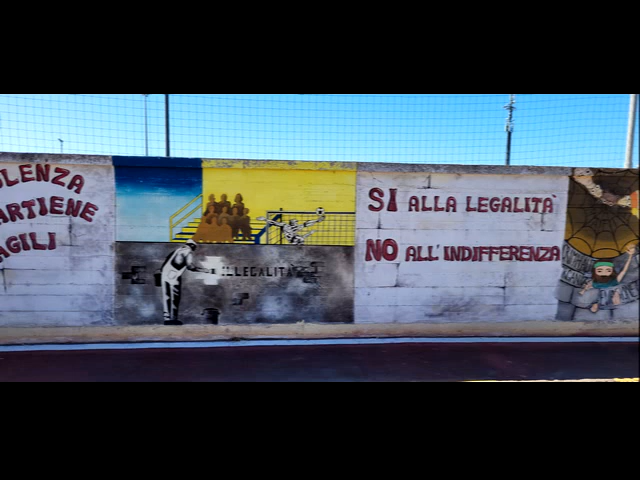 OLENZA
ARTIENE
AGILI
ILLEGALITÀ
SI ALLA LEGALITA'
NO ALL'INDIFFERENZA